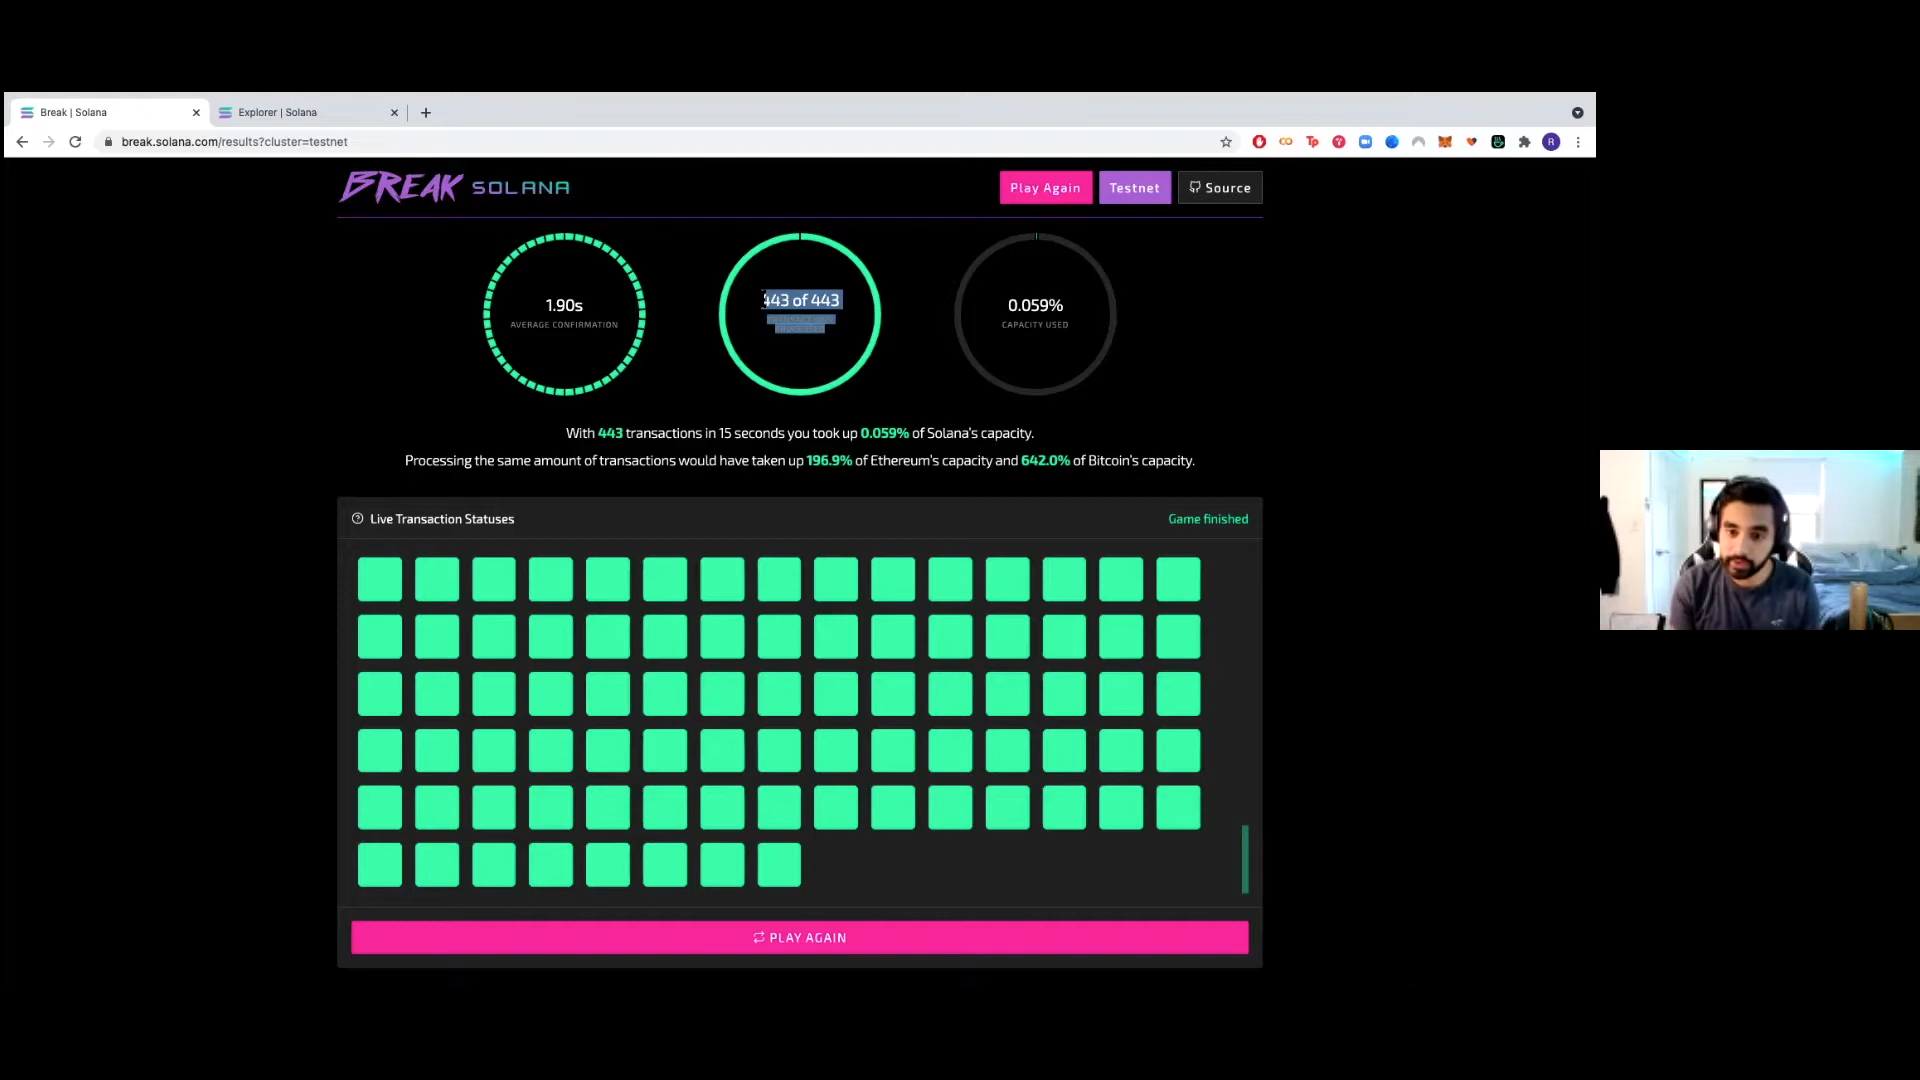 Break | Solana
Explorer | Solana
break.solana.com/results?cluster=testnet
Tp
R
BREAK SOLANA
Play Again
Testnet
Source
1.90s
AVERAGE CONFIRMATION
443 of 443
0.059%
CAPACITY USED
With 443 transactions in 15 seconds you took up 0.059% of Solana's capacity.
Processing the same amount of transactions would have taken up 196.9% of Ethereum's capacity and 642.0% of Bitcoin's capacity.
Live Transaction Statuses
Game finished
PLAY AGAIN